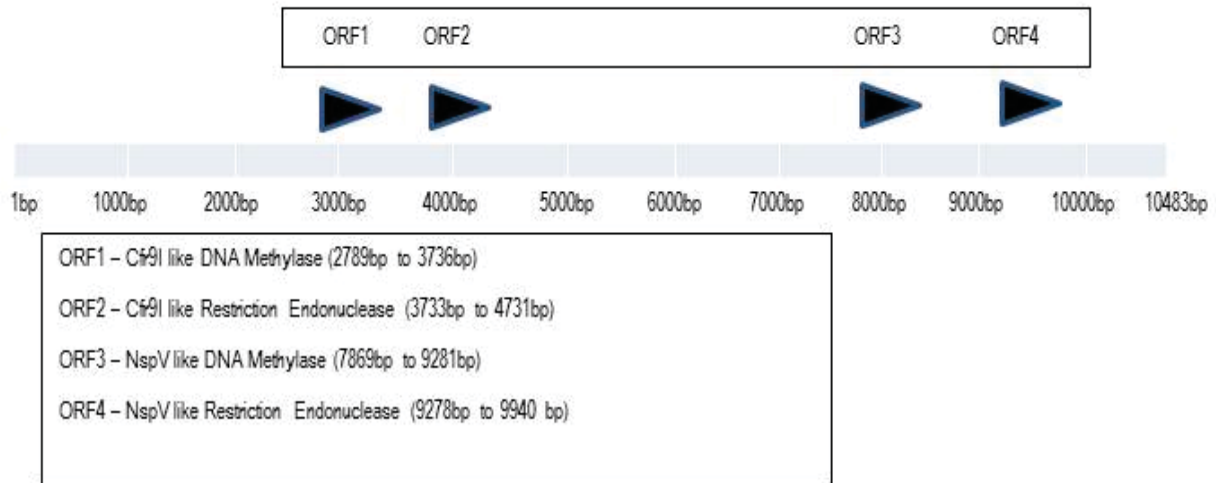 ORF1 ORF2 ORF3 ORF4
1bp 1000bp 2000bp 3000bp 4000bp 5000bp 6000bp 7000bp 8000bp 9000bp 10000bp 10483bp
ORF1 – Cfr9I like DNA Methylase (2789bp to 3736bp)
ORF2 – Cfr9I like Restriction Endonuclease (3733bp to 4731bp)
ORF3 – NspV like DNA Methylase (7869bp to 9281bp)
ORF4 – NspV like Restriction Endonuclease (9278bp to 9940 bp)